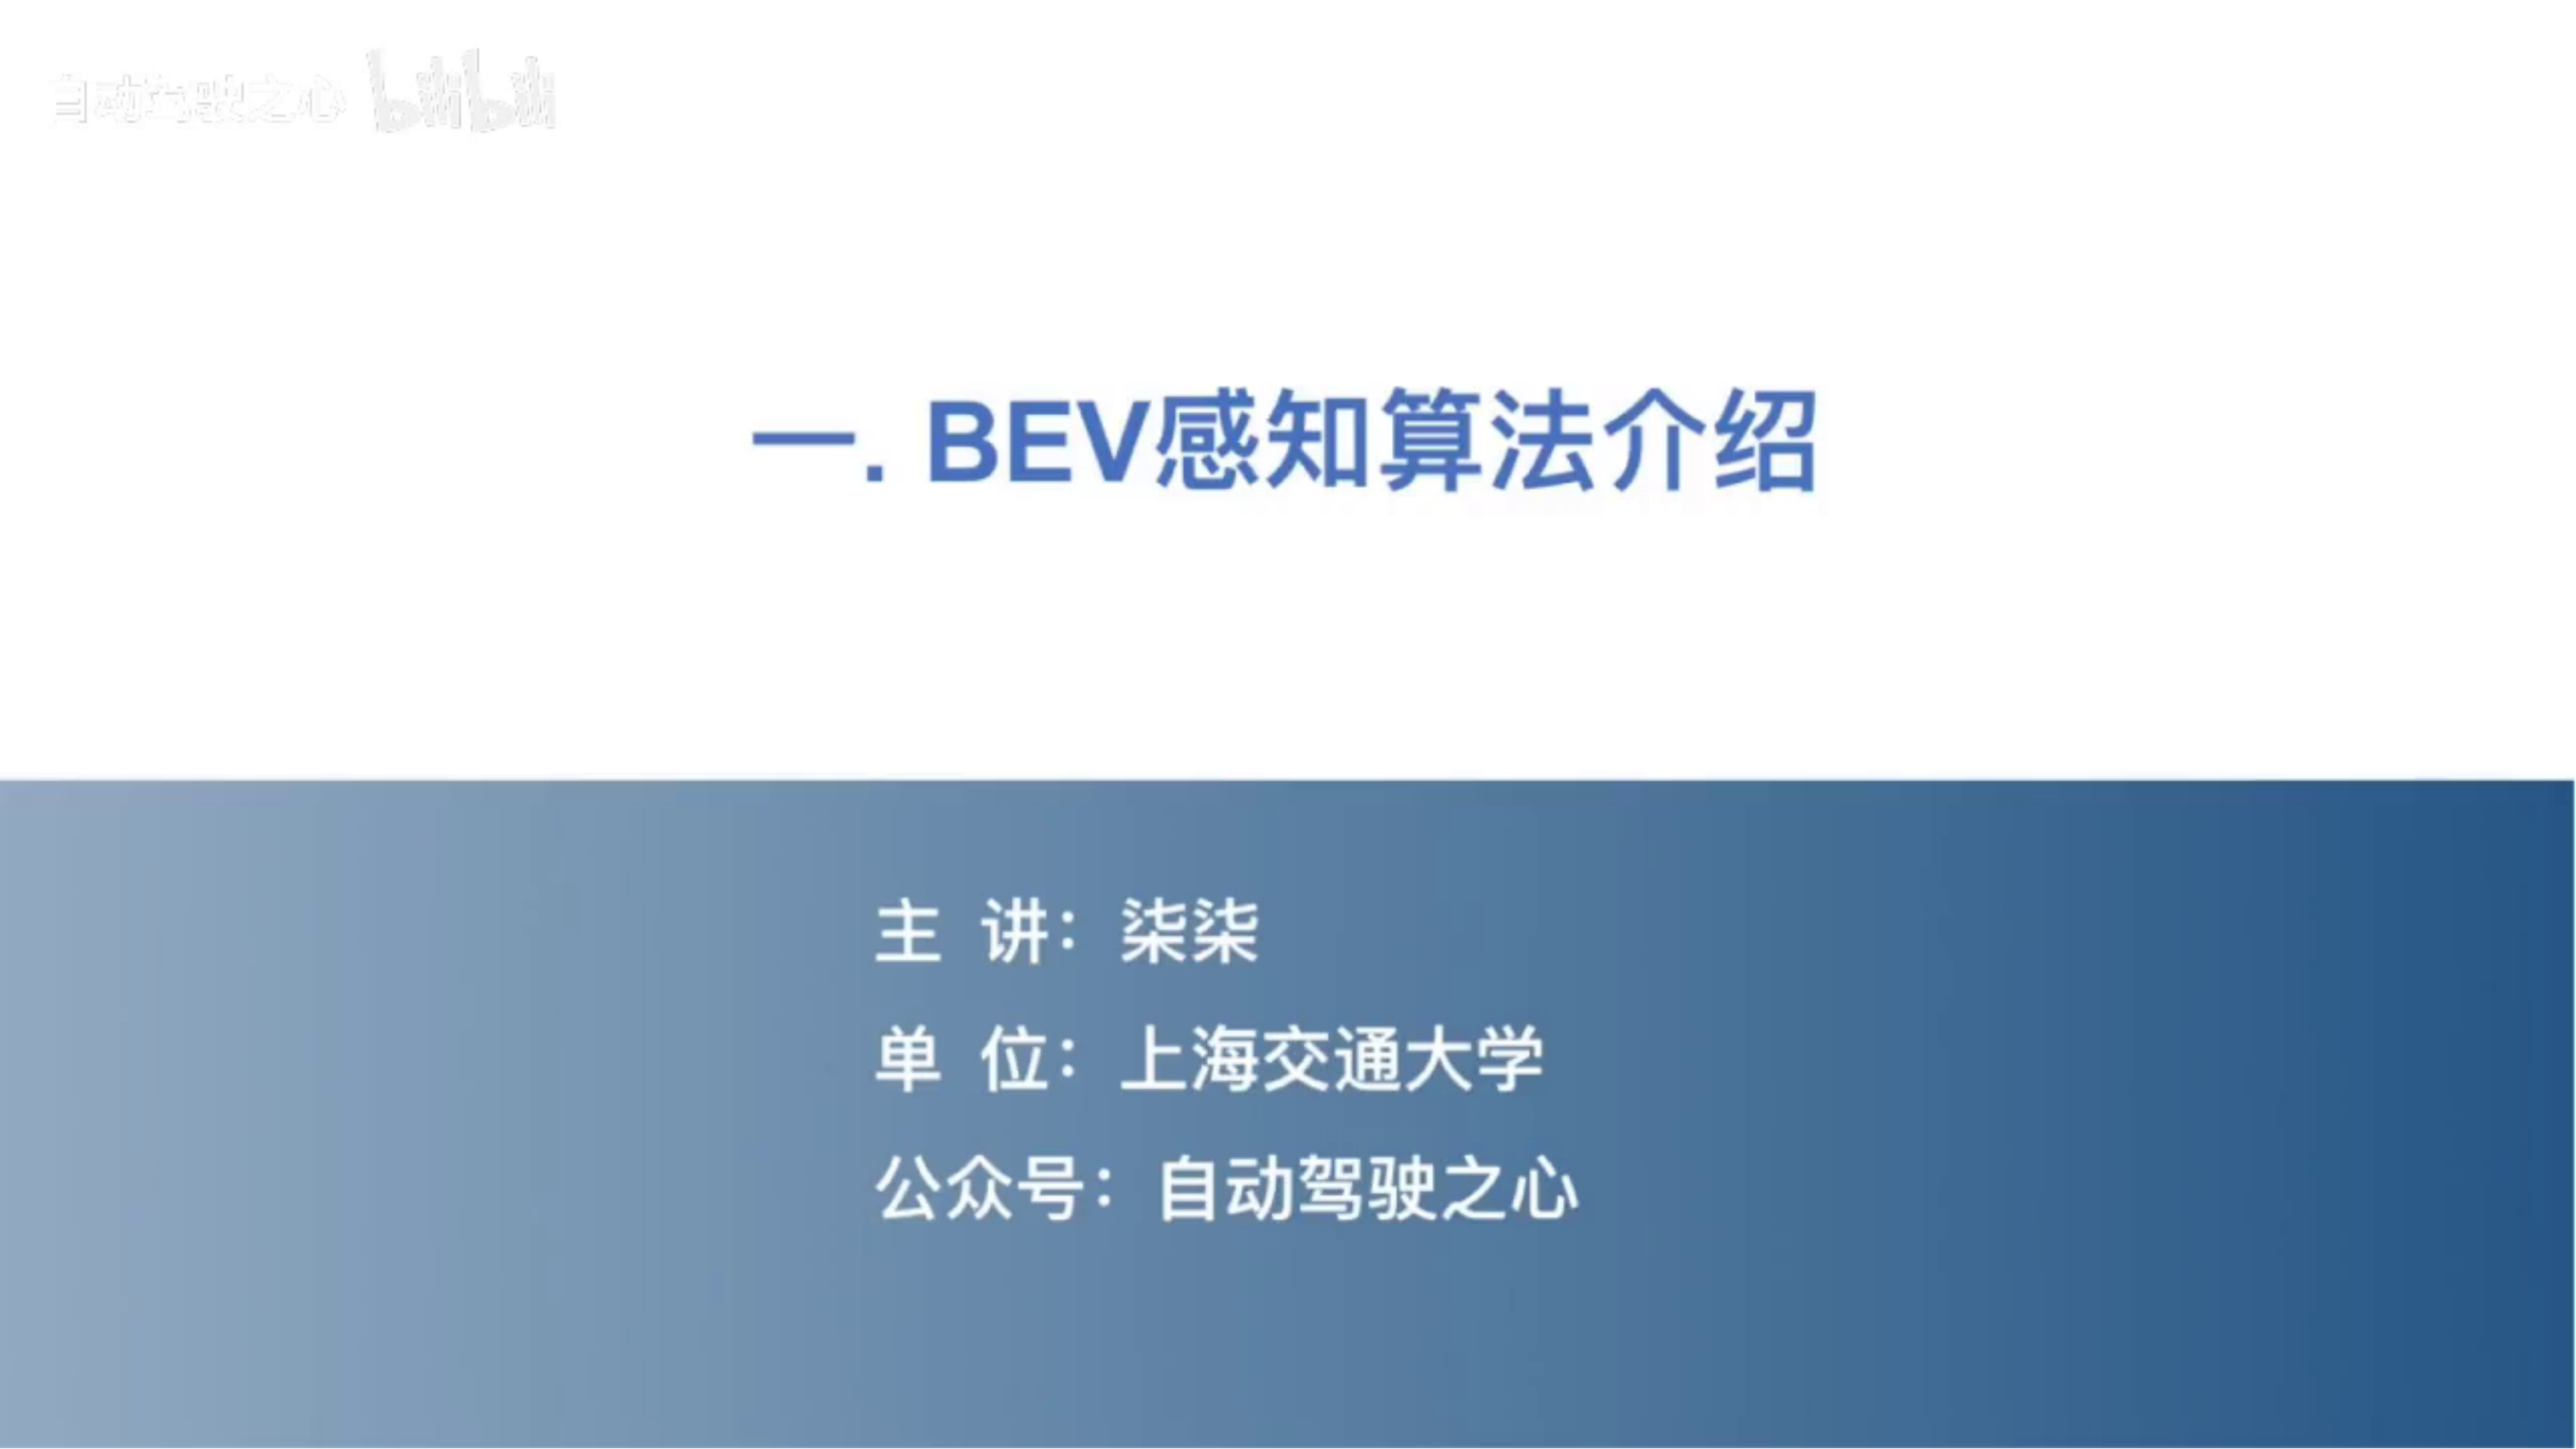 自动驾驶之心 bilibili
一. BEV感知算法介绍
主 讲：柒柒
单 位：上海交通大学
公众号：自动驾驶之心